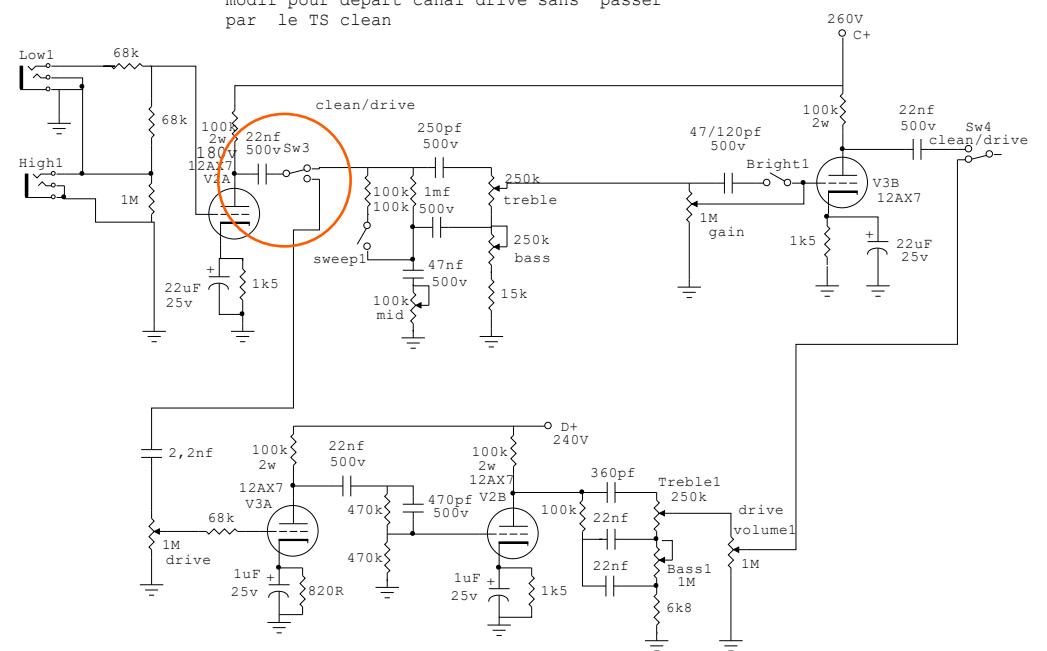 modif pour départ canal drive sans passer
par le TS clean
260V
C+
Low1
68k
clean/drive
68k
100k
2w
180v
12AX7
V2A
22nf
500v
Sw3
250pf
500v
47/120pf
500v
Bright1
100k
2w
22nf
500v
Sw4
clean/drive
High1
1M
100k
100k
1mf
500v
250k
treble
V3B
12AX7
1M
gain
sweep1
250k
bass
1k5
+
22uF
25v
+
22uF
25v
1k5
47nf
500v
100k
mid
15k
D+
240V
2,2nf
100k
2w
22nf
500v
100k
2w
12AX7
V2B
12AX7
V3A
360pf
Treble1
250k
68k
470k
470pf
500v
100k
22nf
drive
volume1
1M
drive
470k
22nf
Bass1
1M
1M
1uF
25v
+
820R
1uF
25v
+
1k5
6k8